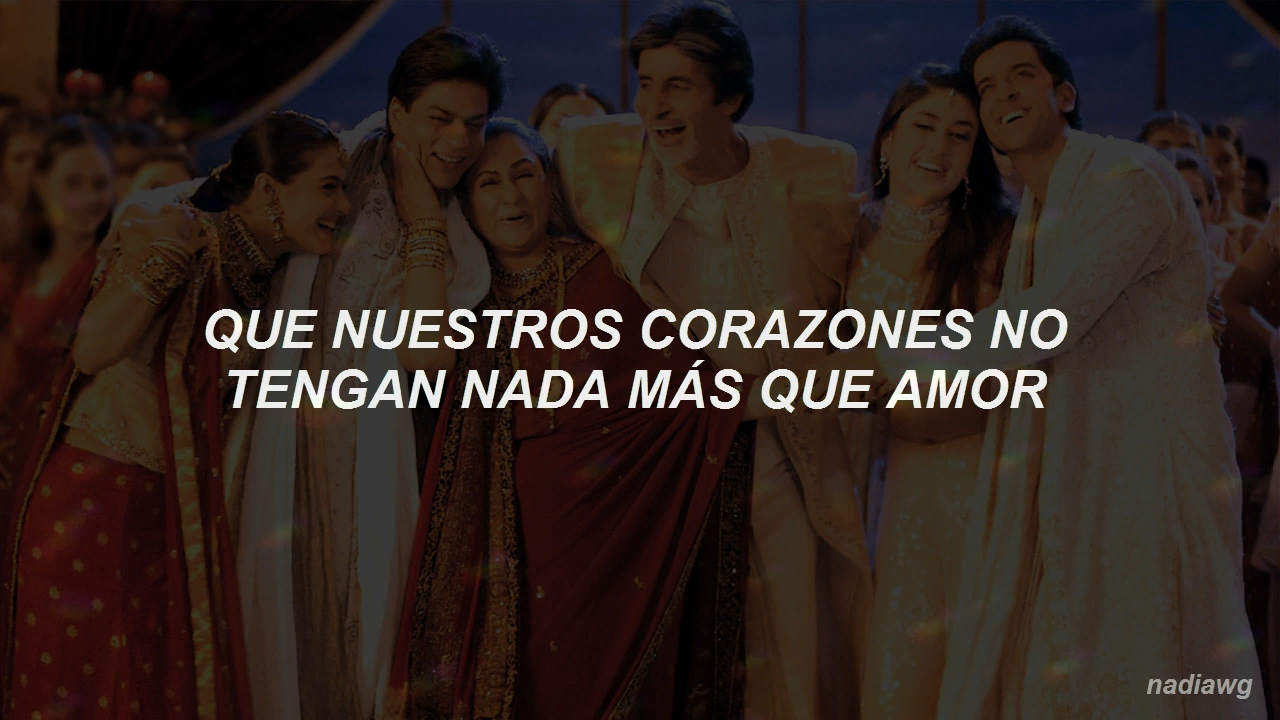 QUE NUESTROS CORAZONES NO
TENGAN NADA MÁS QUE AMOR
nadiawg